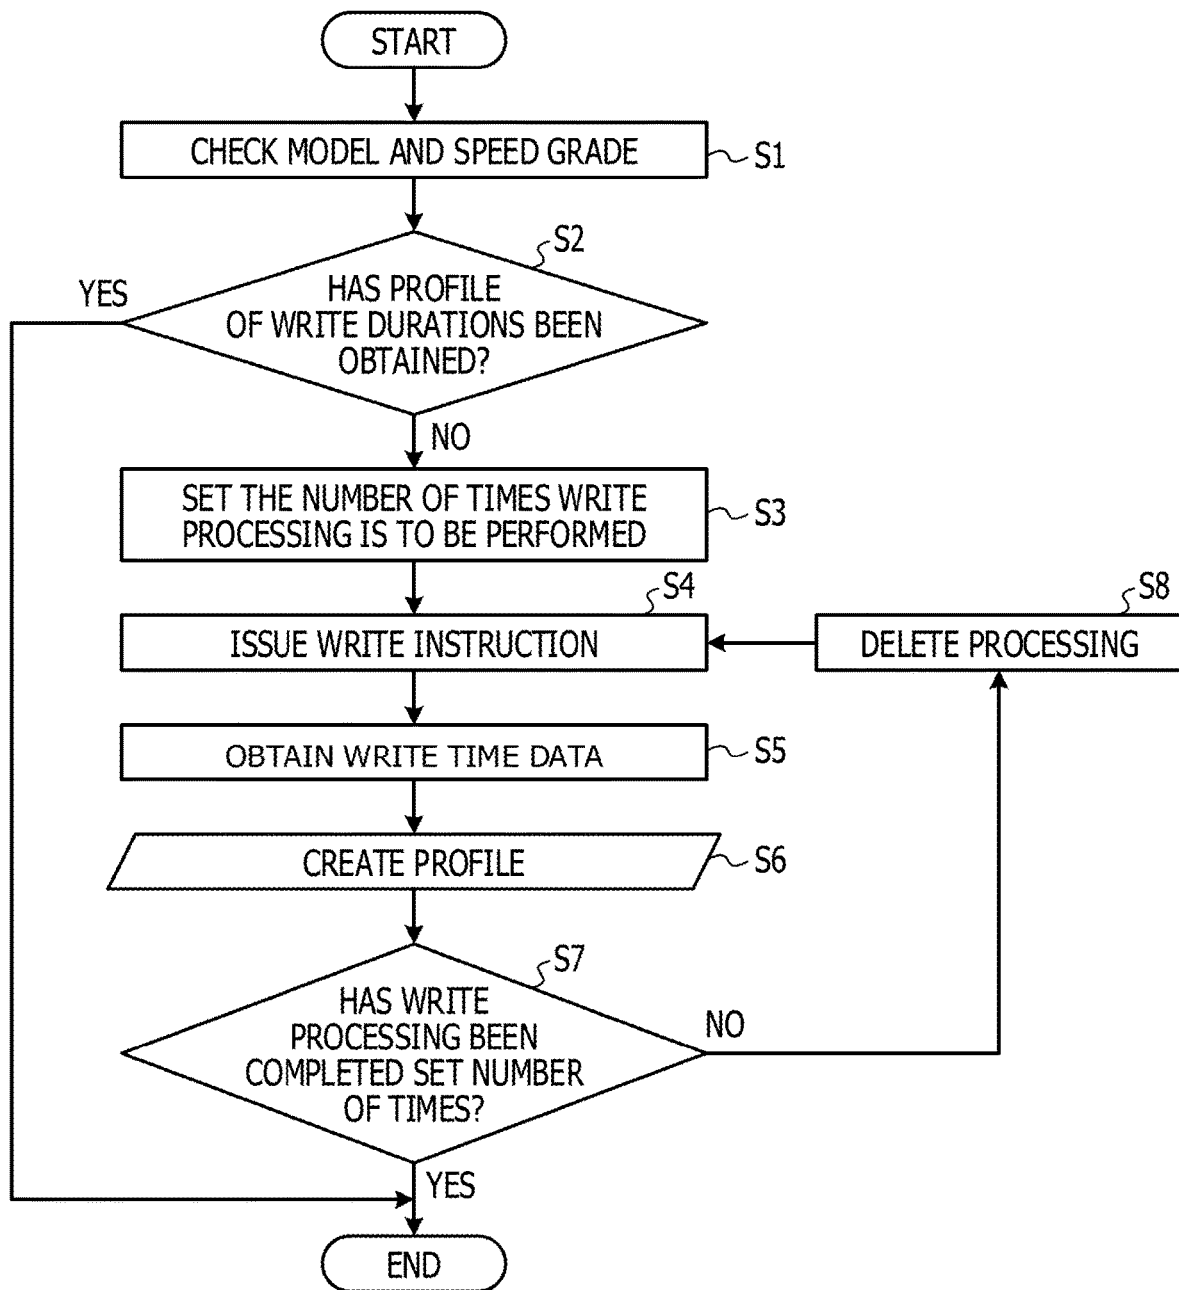 START
CHECK MODEL AND SPEED GRADE
S1
S2
YES
HAS PROFILE
OF WRITE DURATIONS BEEN
OBTAINED?
NO
SET THE NUMBER OF TIMES WRITE
PROCESSING IS TO BE PERFORMED
S3
S4
ISSUE WRITE INSTRUCTION
S8
DELETE PROCESSING
OBTAIN WRITE TIME DATA
S5
CREATE PROFILE
S6
S7
HAS WRITE
PROCESSING BEEN
COMPLETED SET NUMBER
OF TIMES?
NO
YES
END